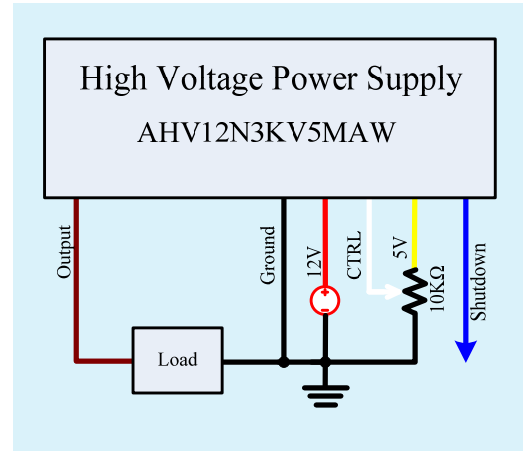 High Voltage Power Supply
AHV12N3KV5MAW
Output
Ground
12V
CTRL
5V
10KΩ
Shutdown
Load